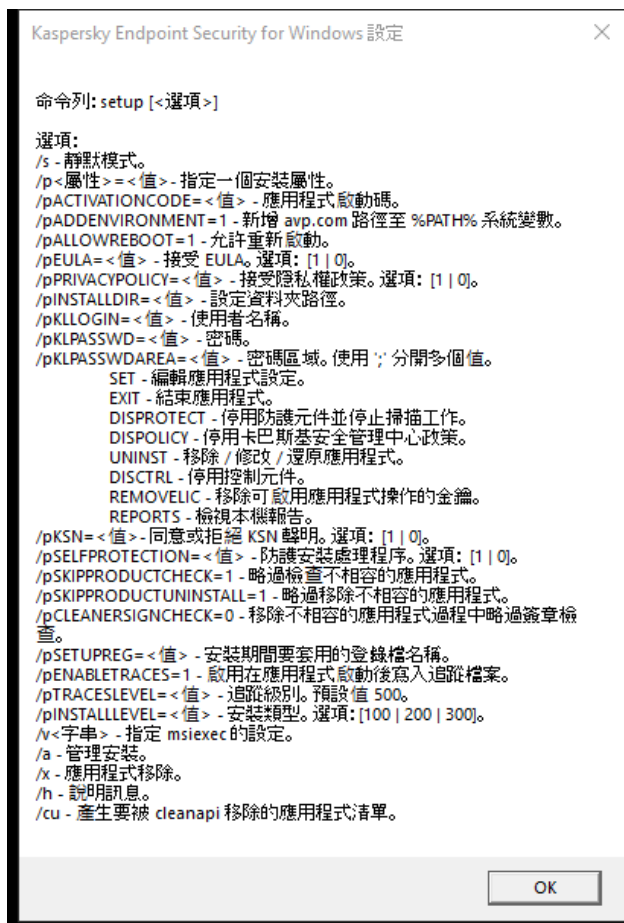 Kaspersky Endpoint Security for Windows 設定
命令列: setup [<選項>]
選項:
/s - 靜默模式。
/p<屬性>=<值> - 指定一個安裝屬性。
/pACTIVATIONCODE=<值> - 應用程式啟動碼。
/pADDENVIRONMENT=1 - 新增 avp.com 路徑至 %PATH% 系統變數。
/pALLOWREBOOT=1 - 允許重新啟動。
/pEULA=<值> - 接受 EULA。選項: [1 | 0]。
/pPRIVACYPOLICY=<值> - 接受隱私權政策。選項: [1 | 0]。
/pINSTALLDIR=<值> - 設定資料夾路徑。
/pKLLOGIN=<值> - 使用者名稱。
/pKLPASSWD=<值> - 密碼。
/pKLPASSWDAREA=<值> - 密碼區域。使用 ';' 分開多個值。
SET - 編輯應用程式設定。
EXIT - 結束應用程式。
DISPROTECT - 停用防護元件並停止掃描工作。
DISPOLICY - 停用卡巴斯基安全管理中心政策。
UNINST - 移除 / 修改 / 還原應用程式。
DISCTRL - 停用控制元件。
REMOVELIC - 移除可啟用應用程式操作的金鑰。
REPORTS - 檢視本機報告。
/pKSN=<值> - 同意或拒絕 KSN 聲明。選項: [1 | 0]。
/pSELFPROTECTION=<值> - 防護安裝處理程序。選項: [1 | 0]。
/pSKIPPRODUCTCHECK=1 - 略過檢查不相容的應用程式。
/pSKIPPRODUCTUNINSTALL=1 - 略過移除不相容的應用程式。
/pCLEANERSIGNCHECK=0 - 移除不相容的應用程式過程中略過簽章檢
查。
/pSETUPREG=<值> - 安裝期間要套用的登錄檔名稱。
/pENABLETRACES=1 - 啟用在應用程式啟動後寫入追蹤檔案。
/pTRACESLEVEL=<值> - 追蹤級別。預設值 500。
/pINSTALLLEVEL=<值> - 安裝類型。選項: [100 | 200 | 300]。
/v<字串> - 指定 msiexec 的設定。
/a - 管理安裝。
/x - 應用程式移除。
/h - 說明訊息。
/cu - 產生要被 cleanapi 移除的應用程式清單。
OK